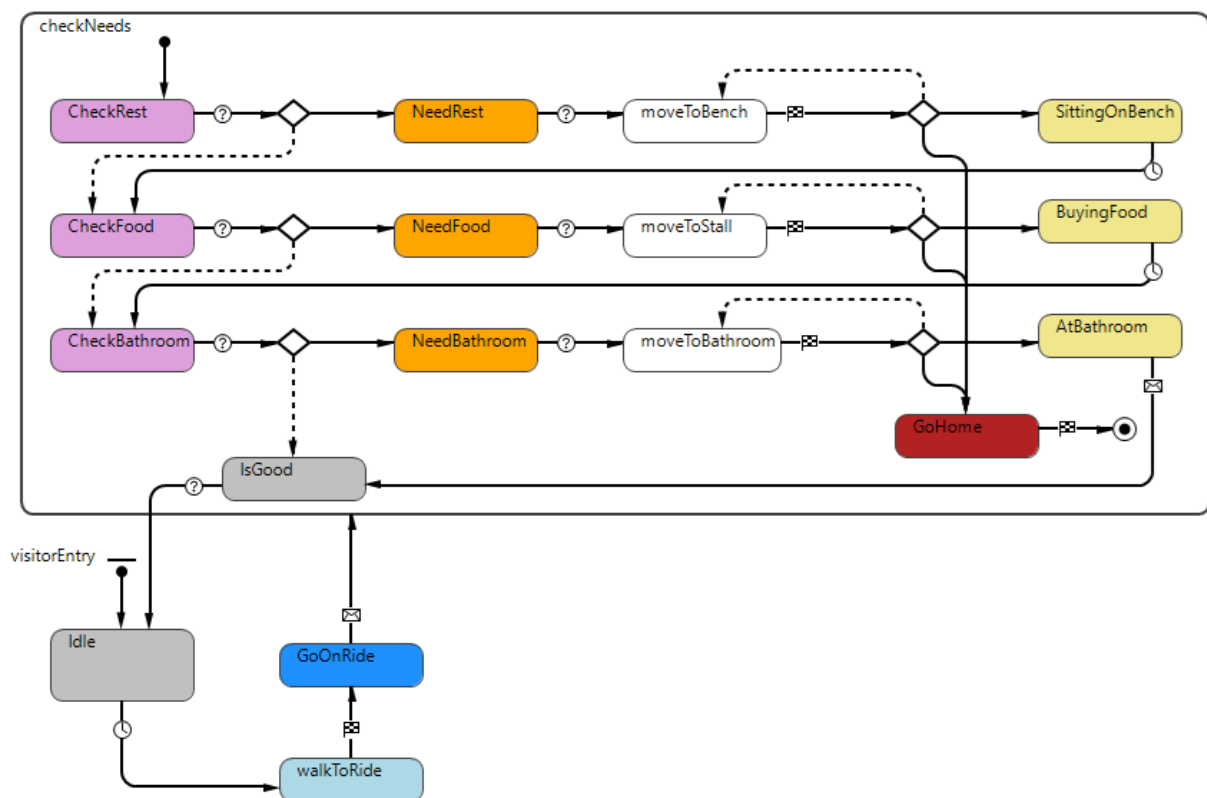 checkNeeds
CheckRest
NeedRest
moveToBench
SittingOnBench
CheckFood
NeedFood
moveToStall
BuyingFood
CheckBathroom
NeedBathroom
moveToBathroom
AtBathroom
GoHome
IsGood
visitorEntry
Idle
GoOnRide
walkToRide